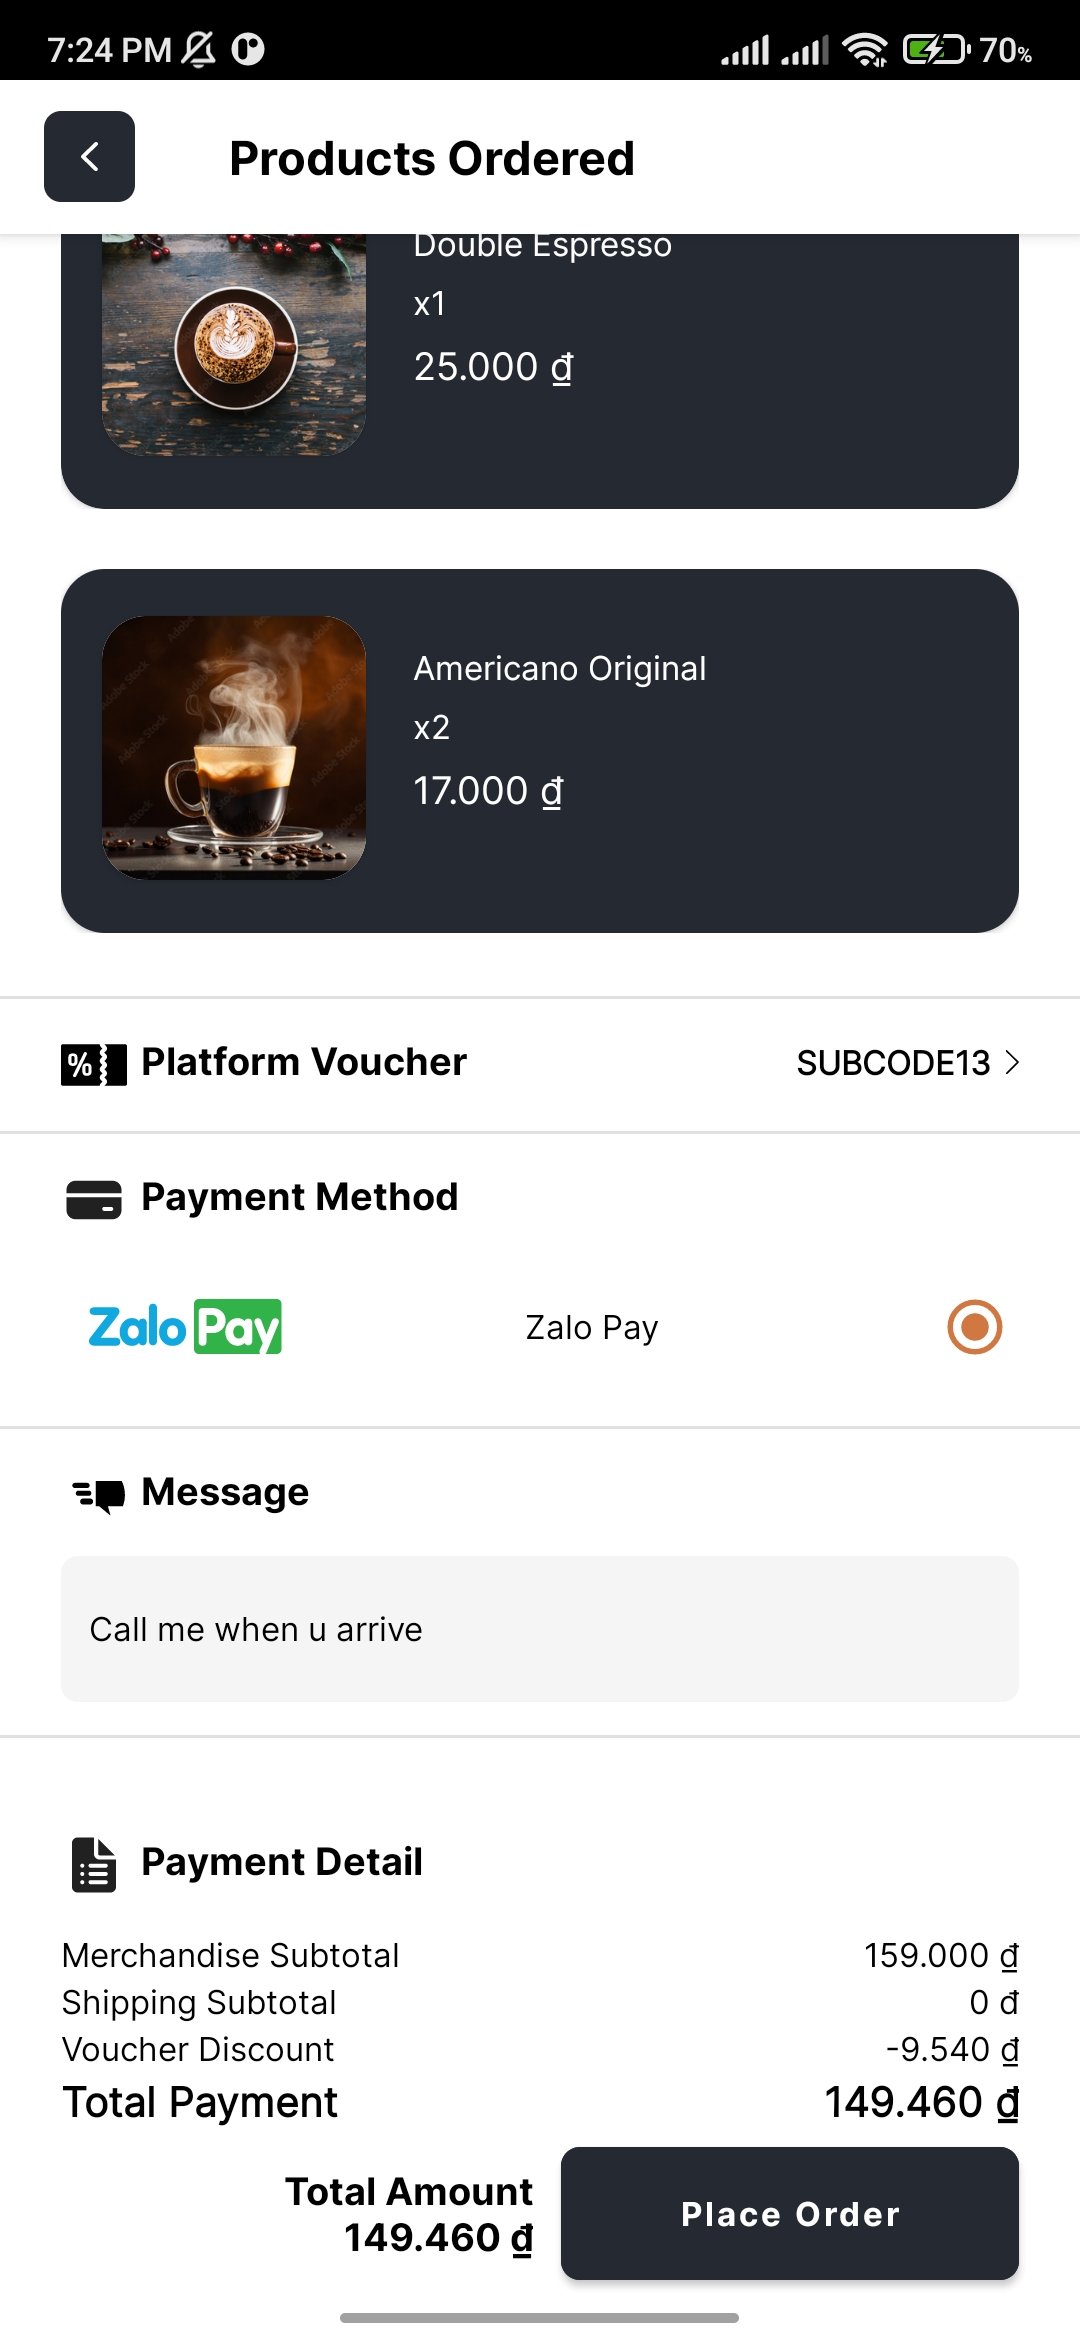 7:24 PM
70%
Products Ordered
Double Espresso
x1
25.000 ₫
Americano Original
x2
17.000 ₫
% Platform Voucher SUBCODE13
Payment Method
Zalo Pay Zalo Pay
Message
Call me when u arrive
Payment Detail
Merchandise Subtotal 159.000 ₫
Shipping Subtotal 0 đ
Voucher Discount -9.540 ₫
Total Payment 149.460 ₫
Total Amount
149.460 ₫
Place Order